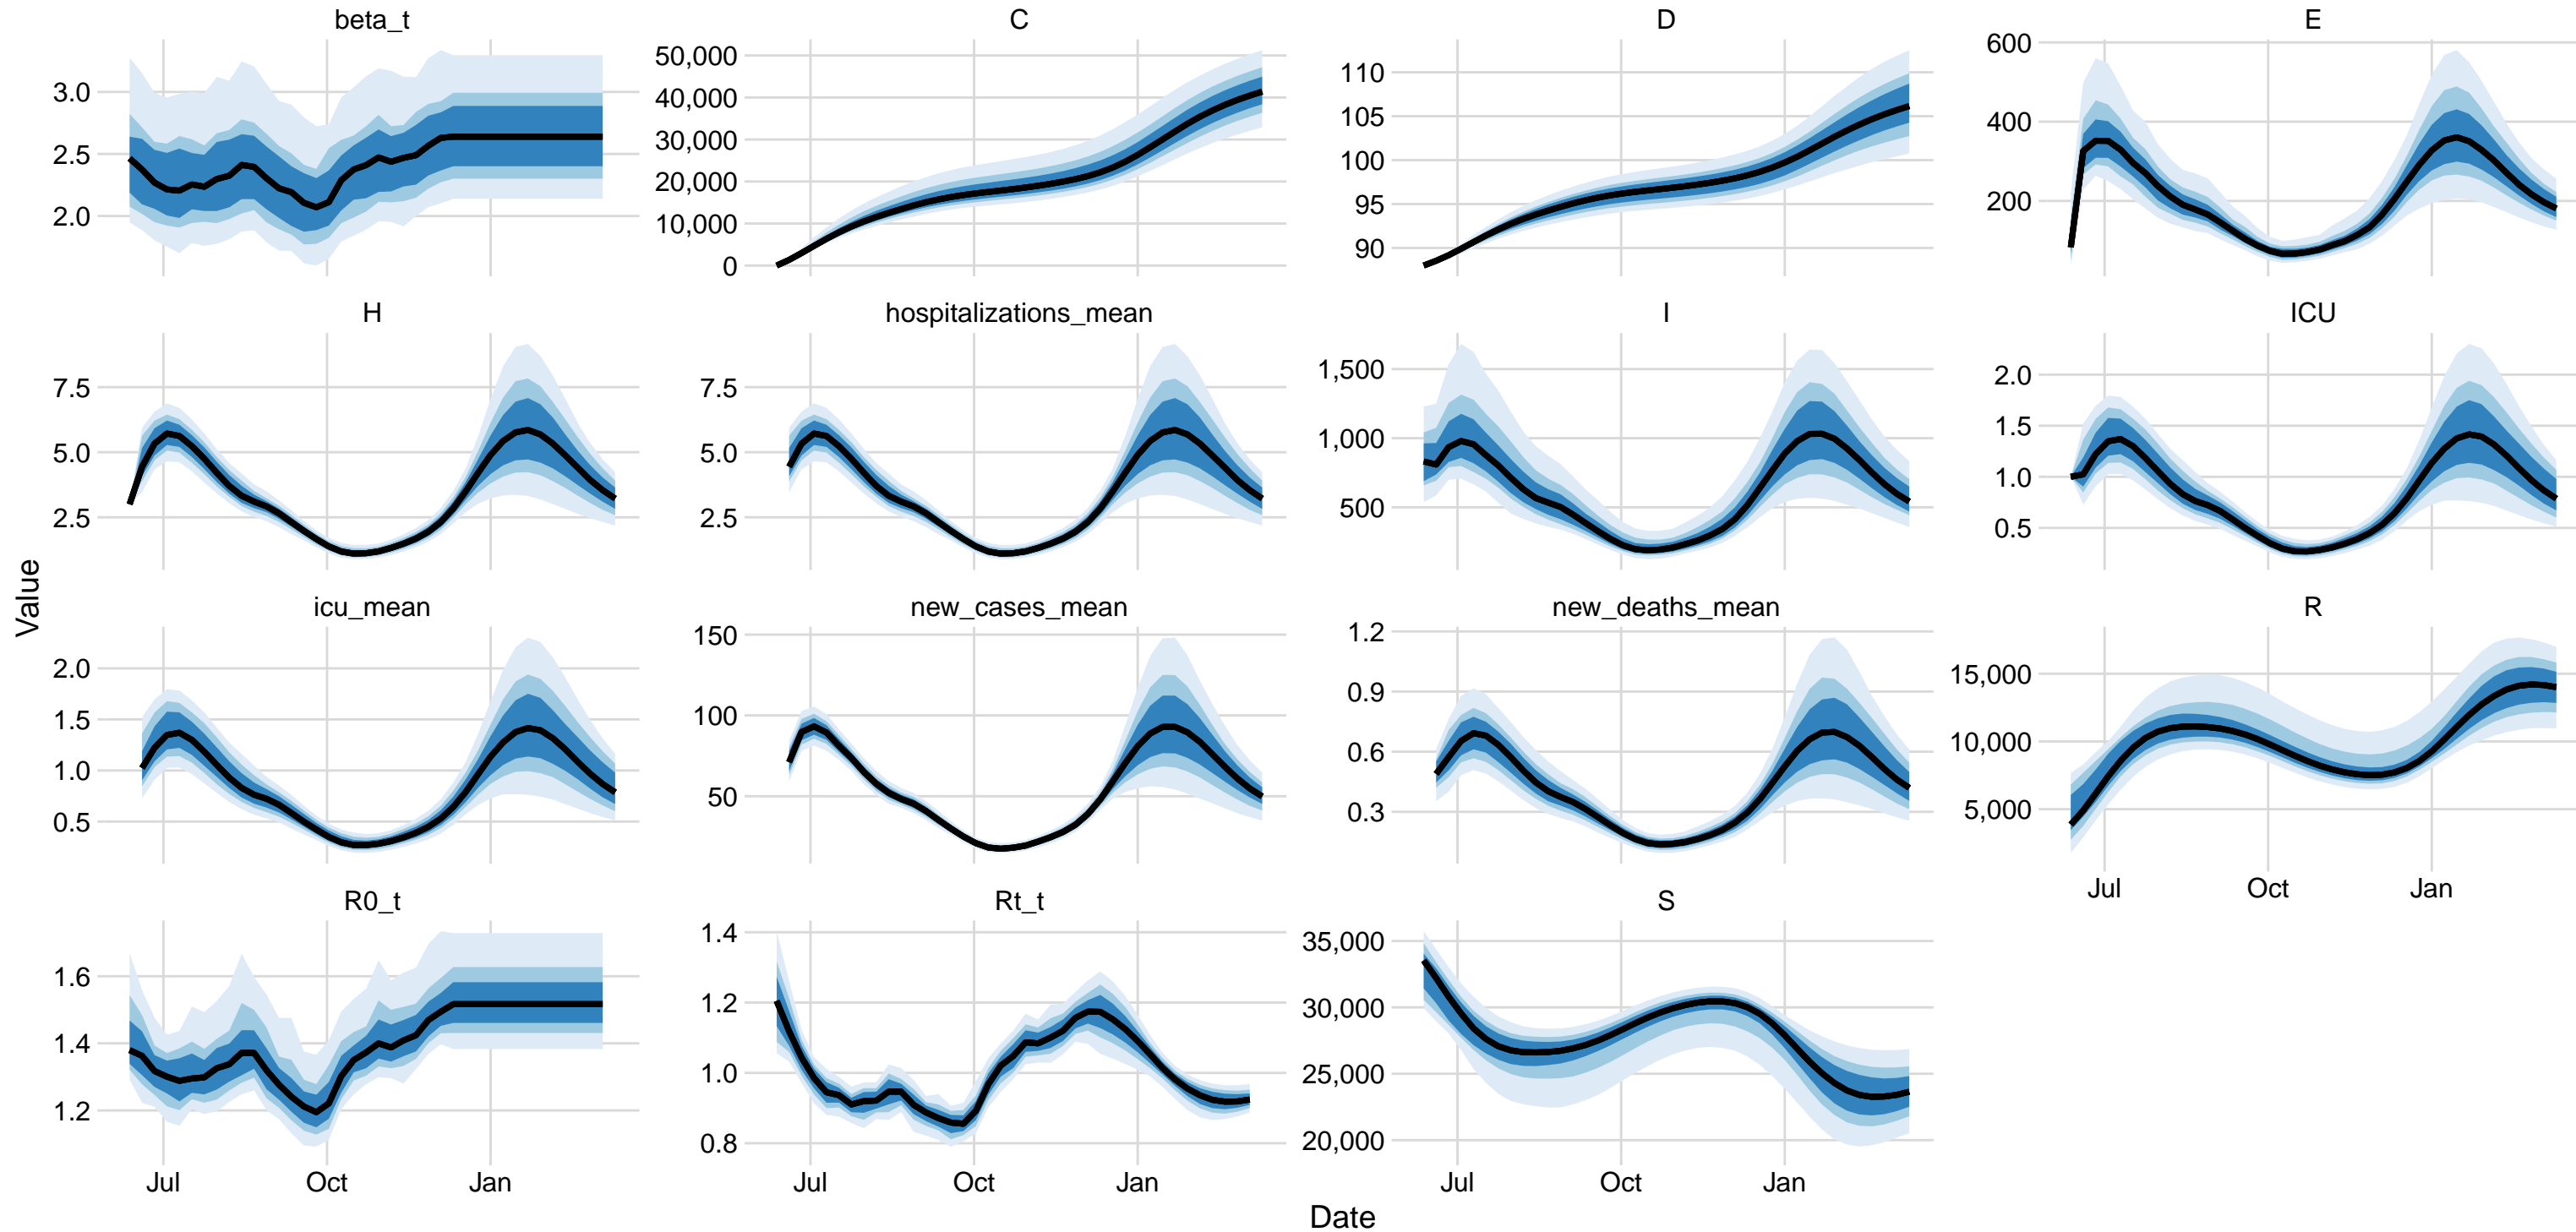 beta_t
C
D
E
3.0
2.5
2.0
50,000
40,000
30,000
20,000
10,000
0
110
105
100
95
90
600
400
200
H
hospitalizations_mean
I
ICU
7.5
5.0
2.5
7.5
5.0
2.5
1,500
1,000
500
2.0
1.5
1.0
0.5
Value
icu_mean
new_cases_mean
new_deaths_mean
R
2.0
1.5
1.0
0.5
150
100
50
1.2
0.9
0.6
0.3
15,000
10,000
5,000
Jul Oct Jan
R0_t
Rt_t
S
1.6
1.4
1.2
1.4
1.2
1.0
0.8
35,000
30,000
25,000
20,000
Jul Oct Jan
Jul Oct Jan
Jul Oct Jan
Date